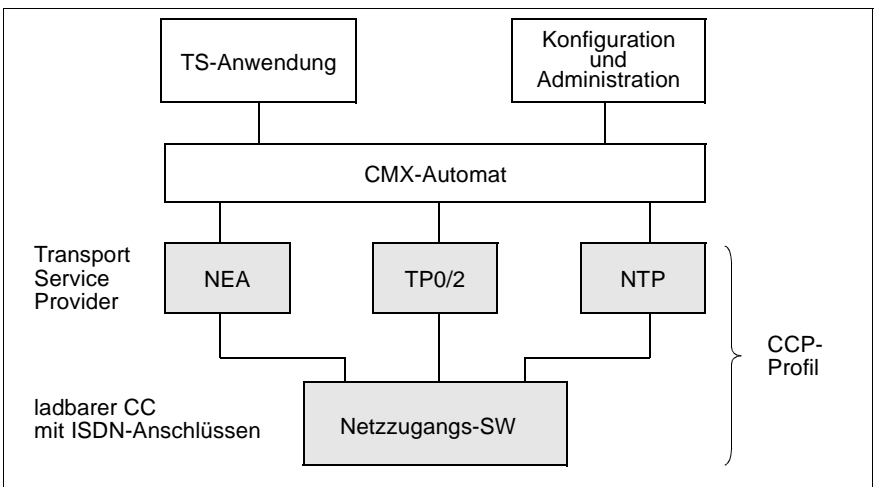 TS-Anwendung
Konfiguration
und
Administration
CMX-Automat
Transport
Service
Provider
NEA
TP0/2
NTP
CCP-
Profil
ladbarer CC
mit ISDN-Anschlüssen
Netzzugangs-SW